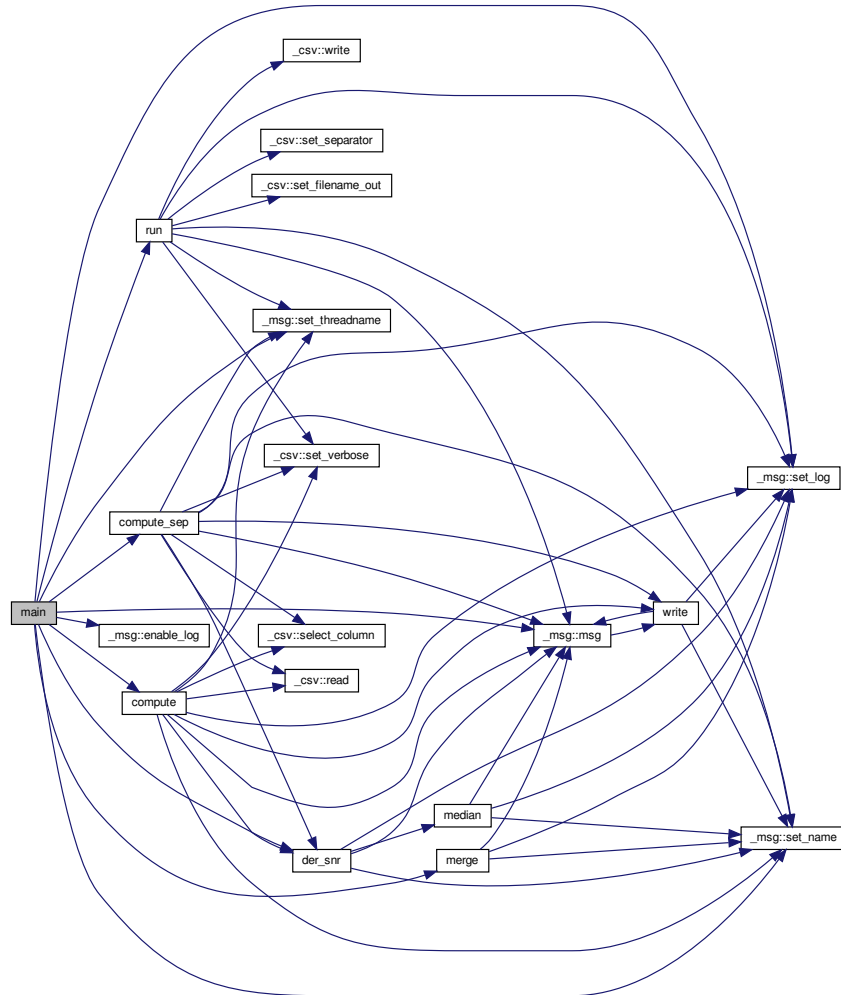 _csv::write
_csv::set_separator
_csv::set_filename_out
run
_msg::set_threadname
_csv::set_verbose
_msg::set_log
compute_sep
main
_msg::enable_log
_csv::select_column
_msg::msg
write
_csv::read
compute
median
_msg::set_name
der_snr
merge